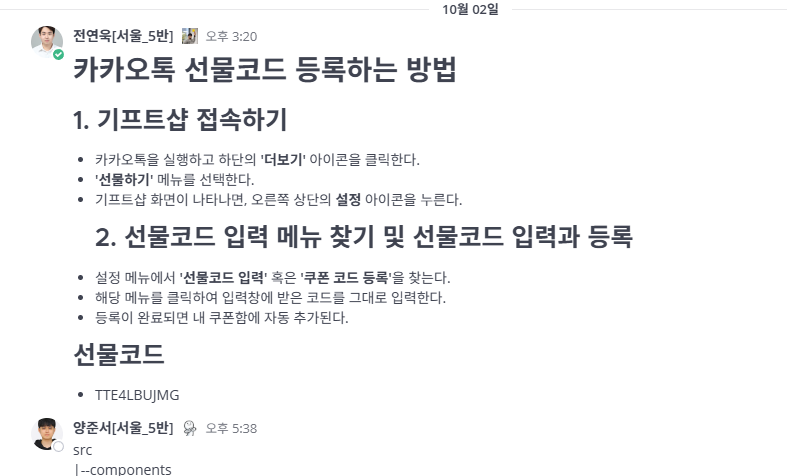 10월 02일
전연욱[서울_5반] 오후 3:20
카카오톡 선물코드 등록하는 방법
1. 기프트샵 접속하기
• 카카오톡을 실행하고 하단의 '더보기' 아이콘을 클릭한다.
• '선물하기' 메뉴를 선택한다.
• 기프트샵 화면이 나타나면, 오른쪽 상단의 설정 아이콘을 누른다.
2. 선물코드 입력 메뉴 찾기 및 선물코드 입력과 등록
• 설정 메뉴에서 '선물코드 입력' 혹은 '쿠폰 코드 등록'을 찾는다.
• 해당 메뉴를 클릭하여 입력창에 받은 코드를 그대로 입력한다.
• 등록이 완료되면 내 쿠폰함에 자동 추가된다.
선물코드
• TTE4LBUJMG
양준서[서울_5반] 오후 5:38
src
|--components